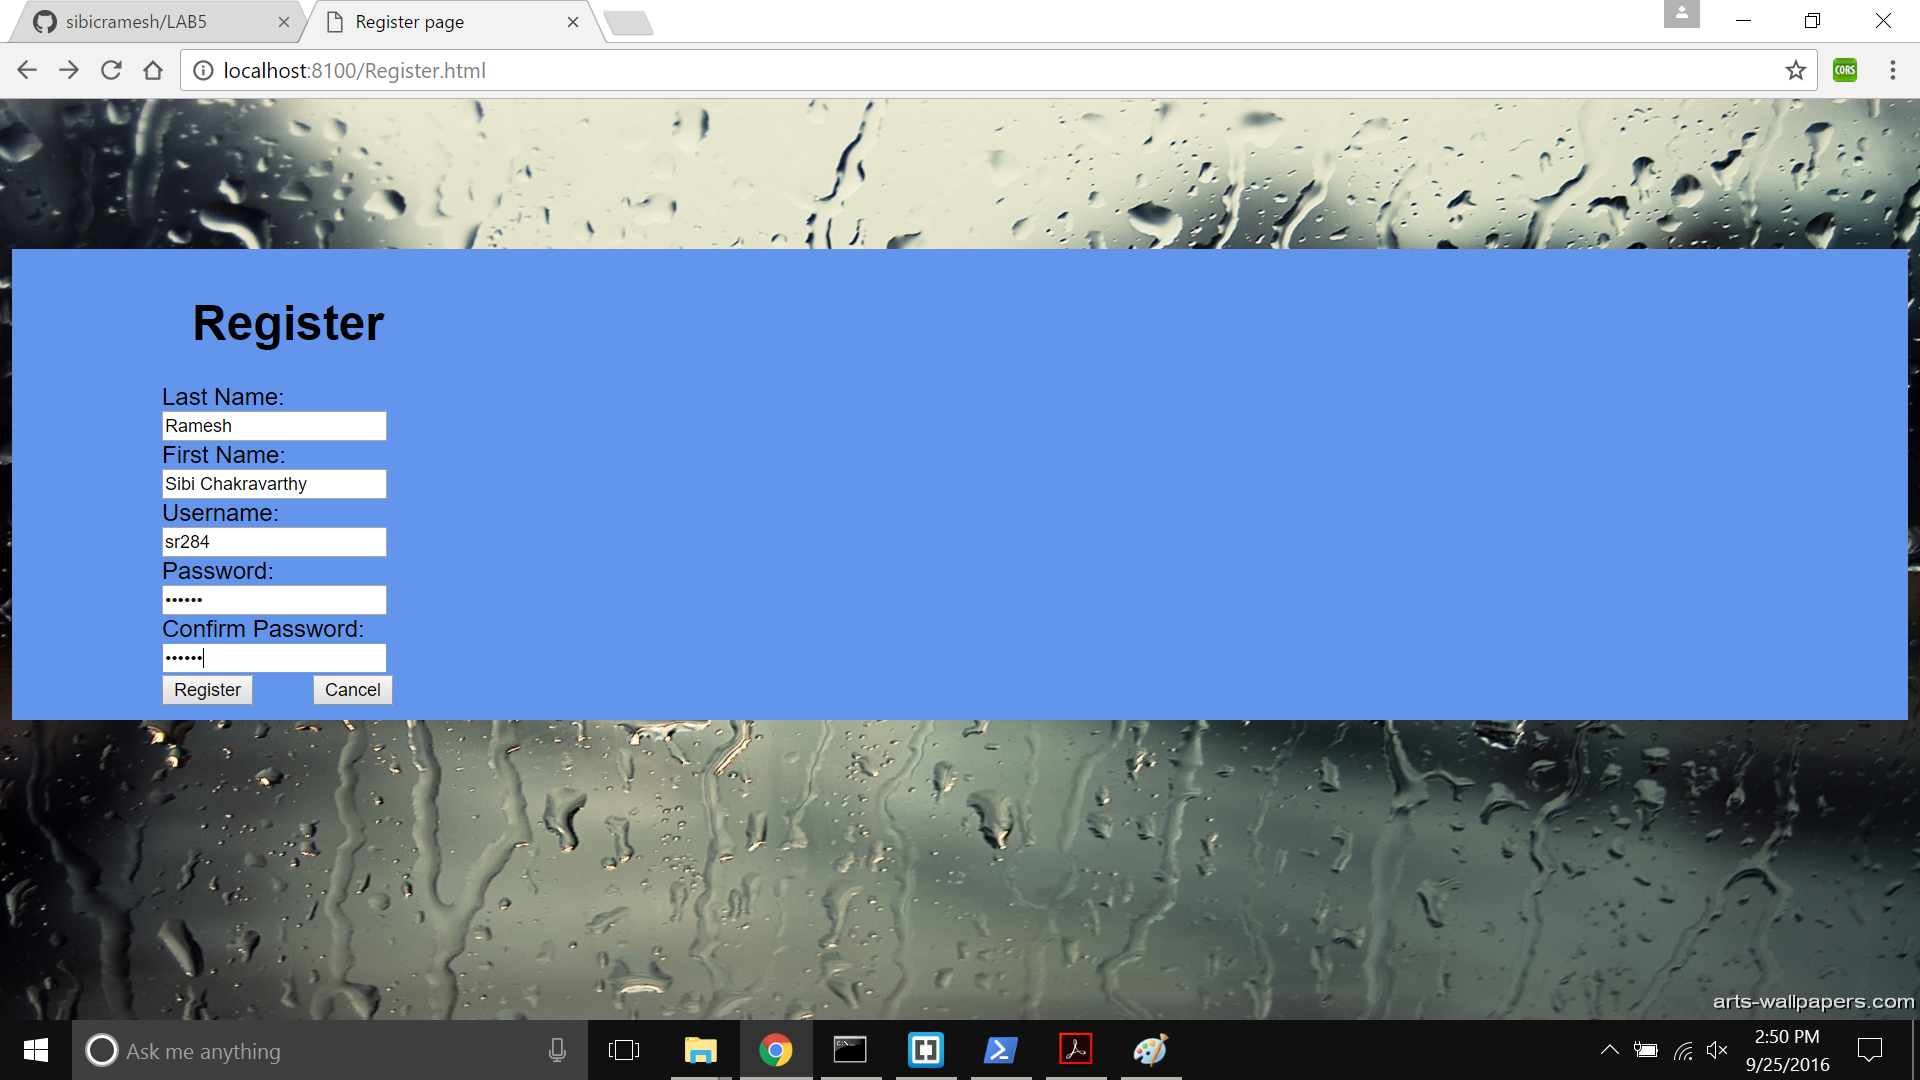 sibicramesh/LAB5
Register page
localhost:8100/Register.html
CORS
Register
Last Name:
Ramesh
First Name:
Sibi Chakravarthy
Username:
sr284
Password:
••••••
Confirm Password:
••••••
Register Cancel
arts-wallpapers.com
Ask me anything
2:50 PM
9/25/2016